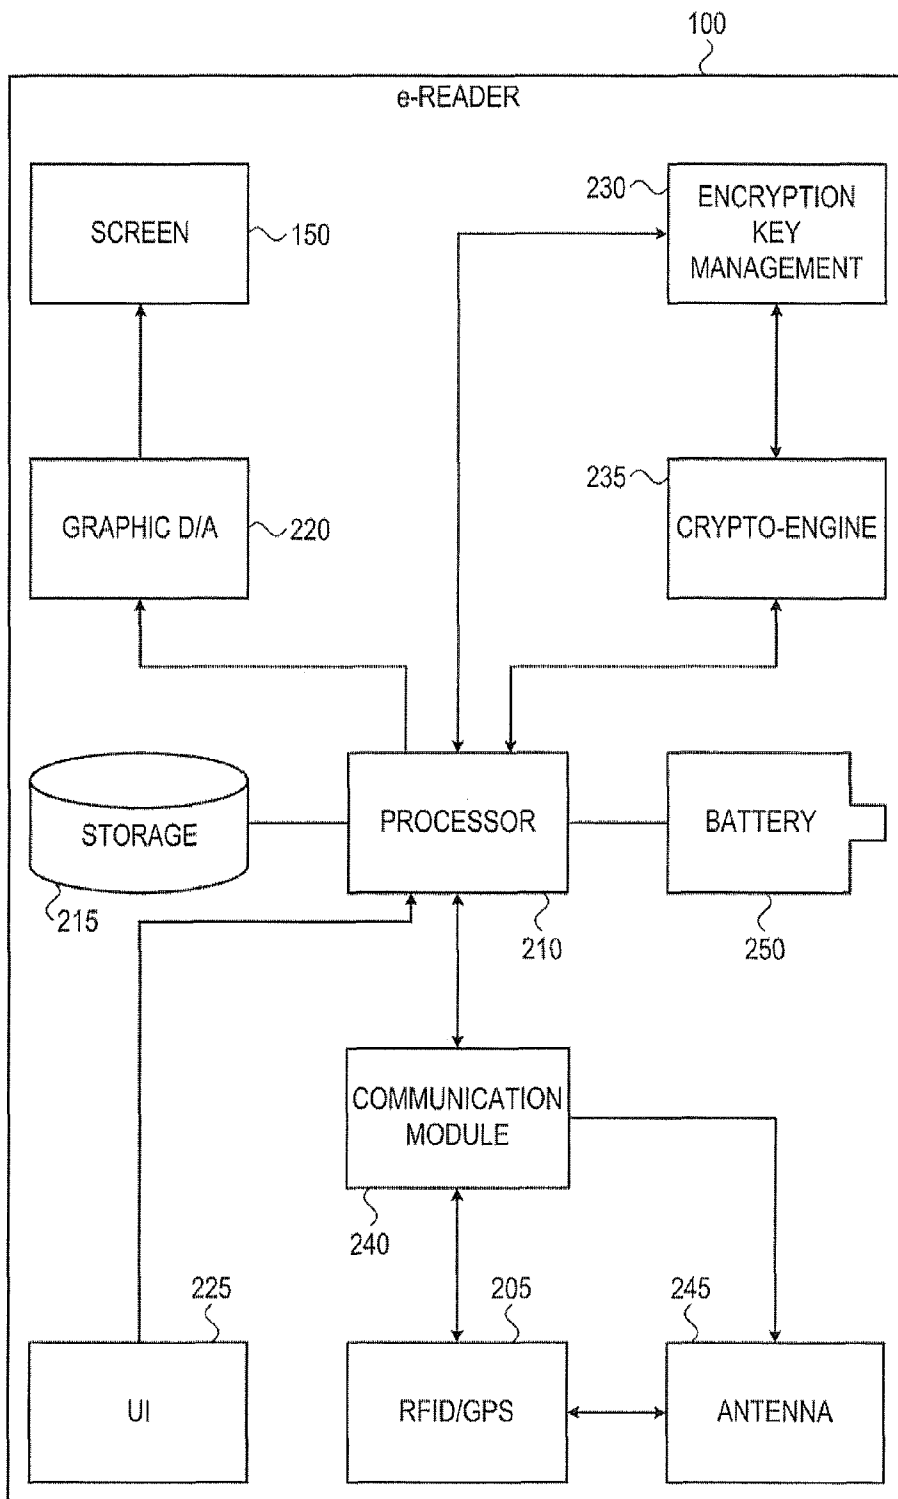 100
e-READER
SCREEN
150
230
ENCRYPTION
KEY
MANAGEMENT
GRAPHIC D/A
220
235
CRYPTO-ENGINE
STORAGE
215
PROCESSOR
210
BATTERY
250
COMMUNICATION
MODULE
240
225
UI
205
RFID/GPS
245
ANTENNA